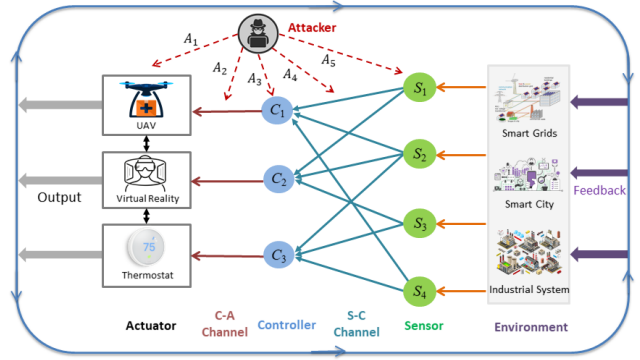 Attacker
A₁
A₂
A₃
A₄
A₅
UAV
Virtual Reality
75
Thermostat
C₁
C₂
C₃
S₁
S₂
S₃
S₄
Smart Grids
Smart City
Industrial System
Output
Feedback
Actuator
C-A
Channel
Controller
S-C
Channel
Sensor
Environment